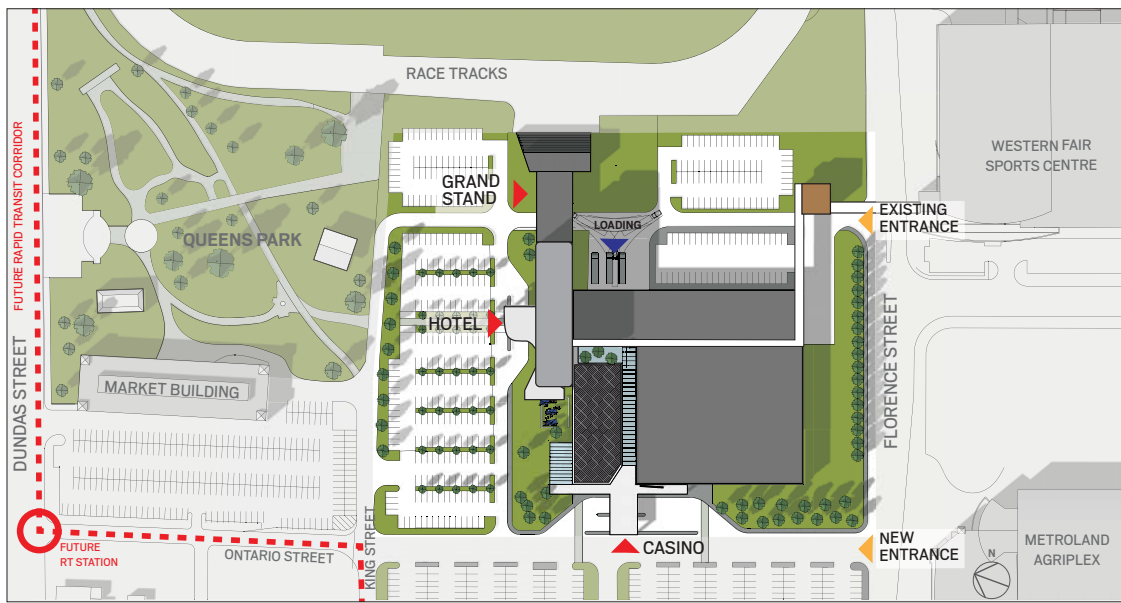 RACE TRACKS
WESTERN FAIR
SPORTS CENTRE
GRAND
STAND
EXISTING
ENTRANCE
LOADING
QUEENS PARK
FUTURE RAPID TRANSIT CORRIDOR
HOTEL
DUNDAS STREET
MARKET BUILDING
FLORENCE STREET
FUTURE
RT STATION
ONTARIO STREET
KING STREET
CASINO
NEW
ENTRANCE
N
METROLAND
AGRIPLEX